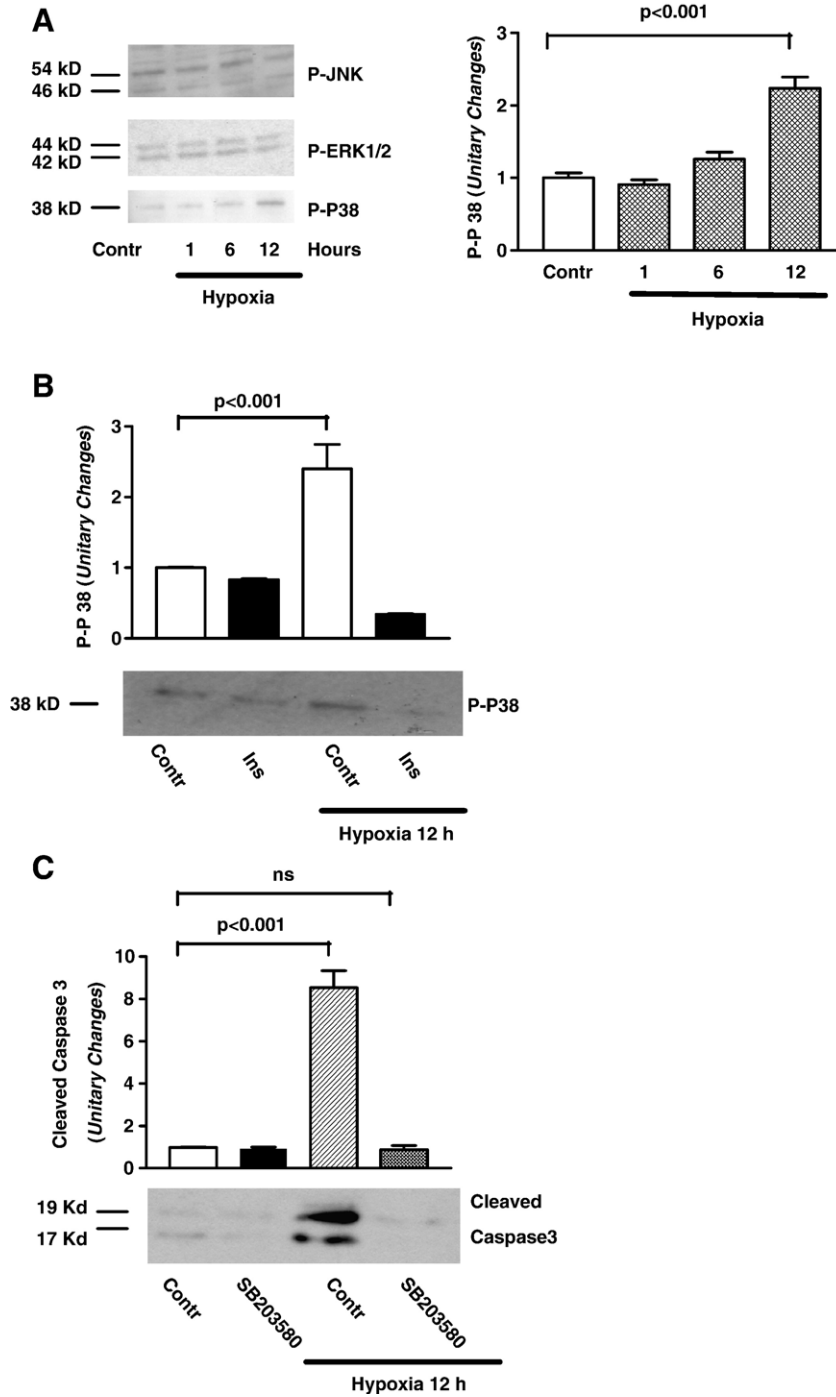 A
54 kD
46 kD
P-JNK
44 kD
42 kD
P-ERK1/2
38 kD
P-P38
Contr 1 6 12 Hours
Hypoxia
p<0.001
P-P 38 (Unitary Changes)
3
2
1
0
Contr 1 6 12
Hypoxia
B
p<0.001
P-P 38 (Unitary Changes)
3
2
1
0
38 kD
P-P38
Contr Ins Contr Ins
Hypoxia 12 h
C
ns
p<0.001
Cleaved Caspase 3
(Unitary Changes)
10
8
6
4
2
0
19 Kd
17 Kd
Cleaved
Caspase3
Contr SB203580 Contr SB203580
Hypoxia 12 h